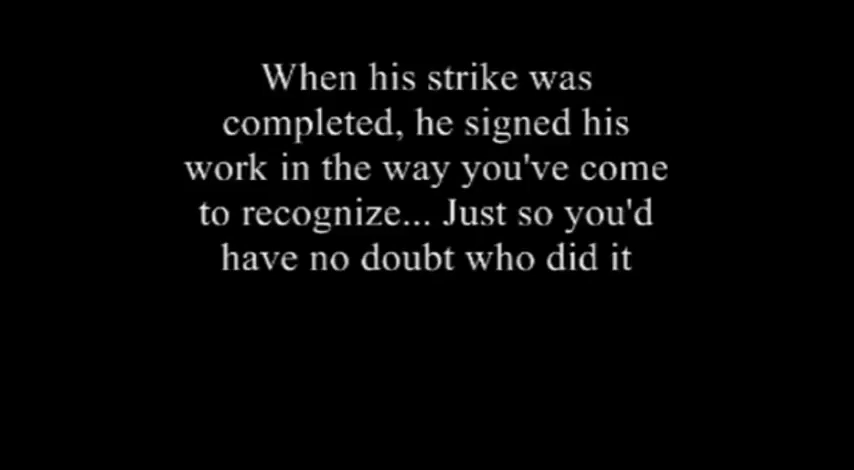 When his strike was
completed, he signed his
work in the way you've come
to recognize... Just so you'd
have no doubt who did it